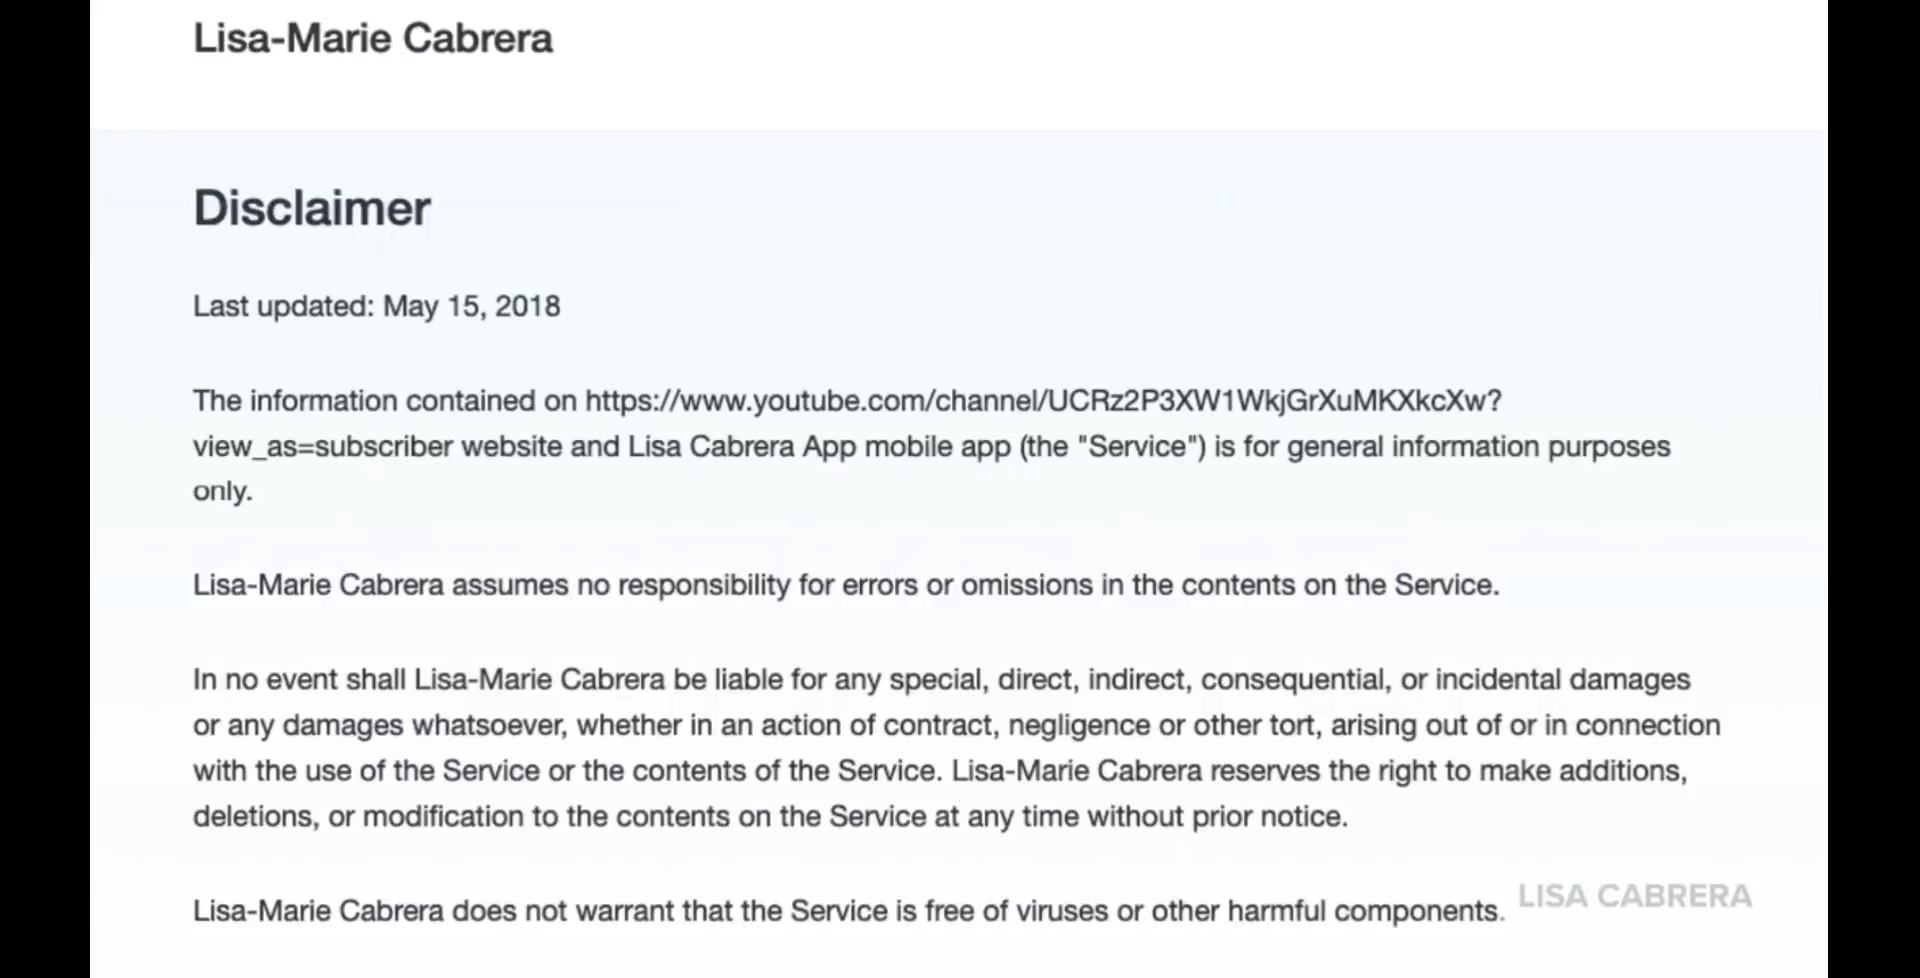 Lisa-Marie Cabrera
Disclaimer
Last updated: May 15, 2018
The information contained on https://www.youtube.com/channel/UCRz2P3XW1WkjGrXuMKXkcXw?
view_as=subscriber website and Lisa Cabrera App mobile app (the "Service") is for general information purposes
only.
Lisa-Marie Cabrera assumes no responsibility for errors or omissions in the contents on the Service.
In no event shall Lisa-Marie Cabrera be liable for any special, direct, indirect, consequential, or incidental damages
or any damages whatsoever, whether in an action of contract, negligence or other tort, arising out of or in connection
with the use of the Service or the contents of the Service. Lisa-Marie Cabrera reserves the right to make additions,
deletions, or modification to the contents on the Service at any time without prior notice.
Lisa-Marie Cabrera does not warrant that the Service is free of viruses or other harmful components.
LISA CABRERA